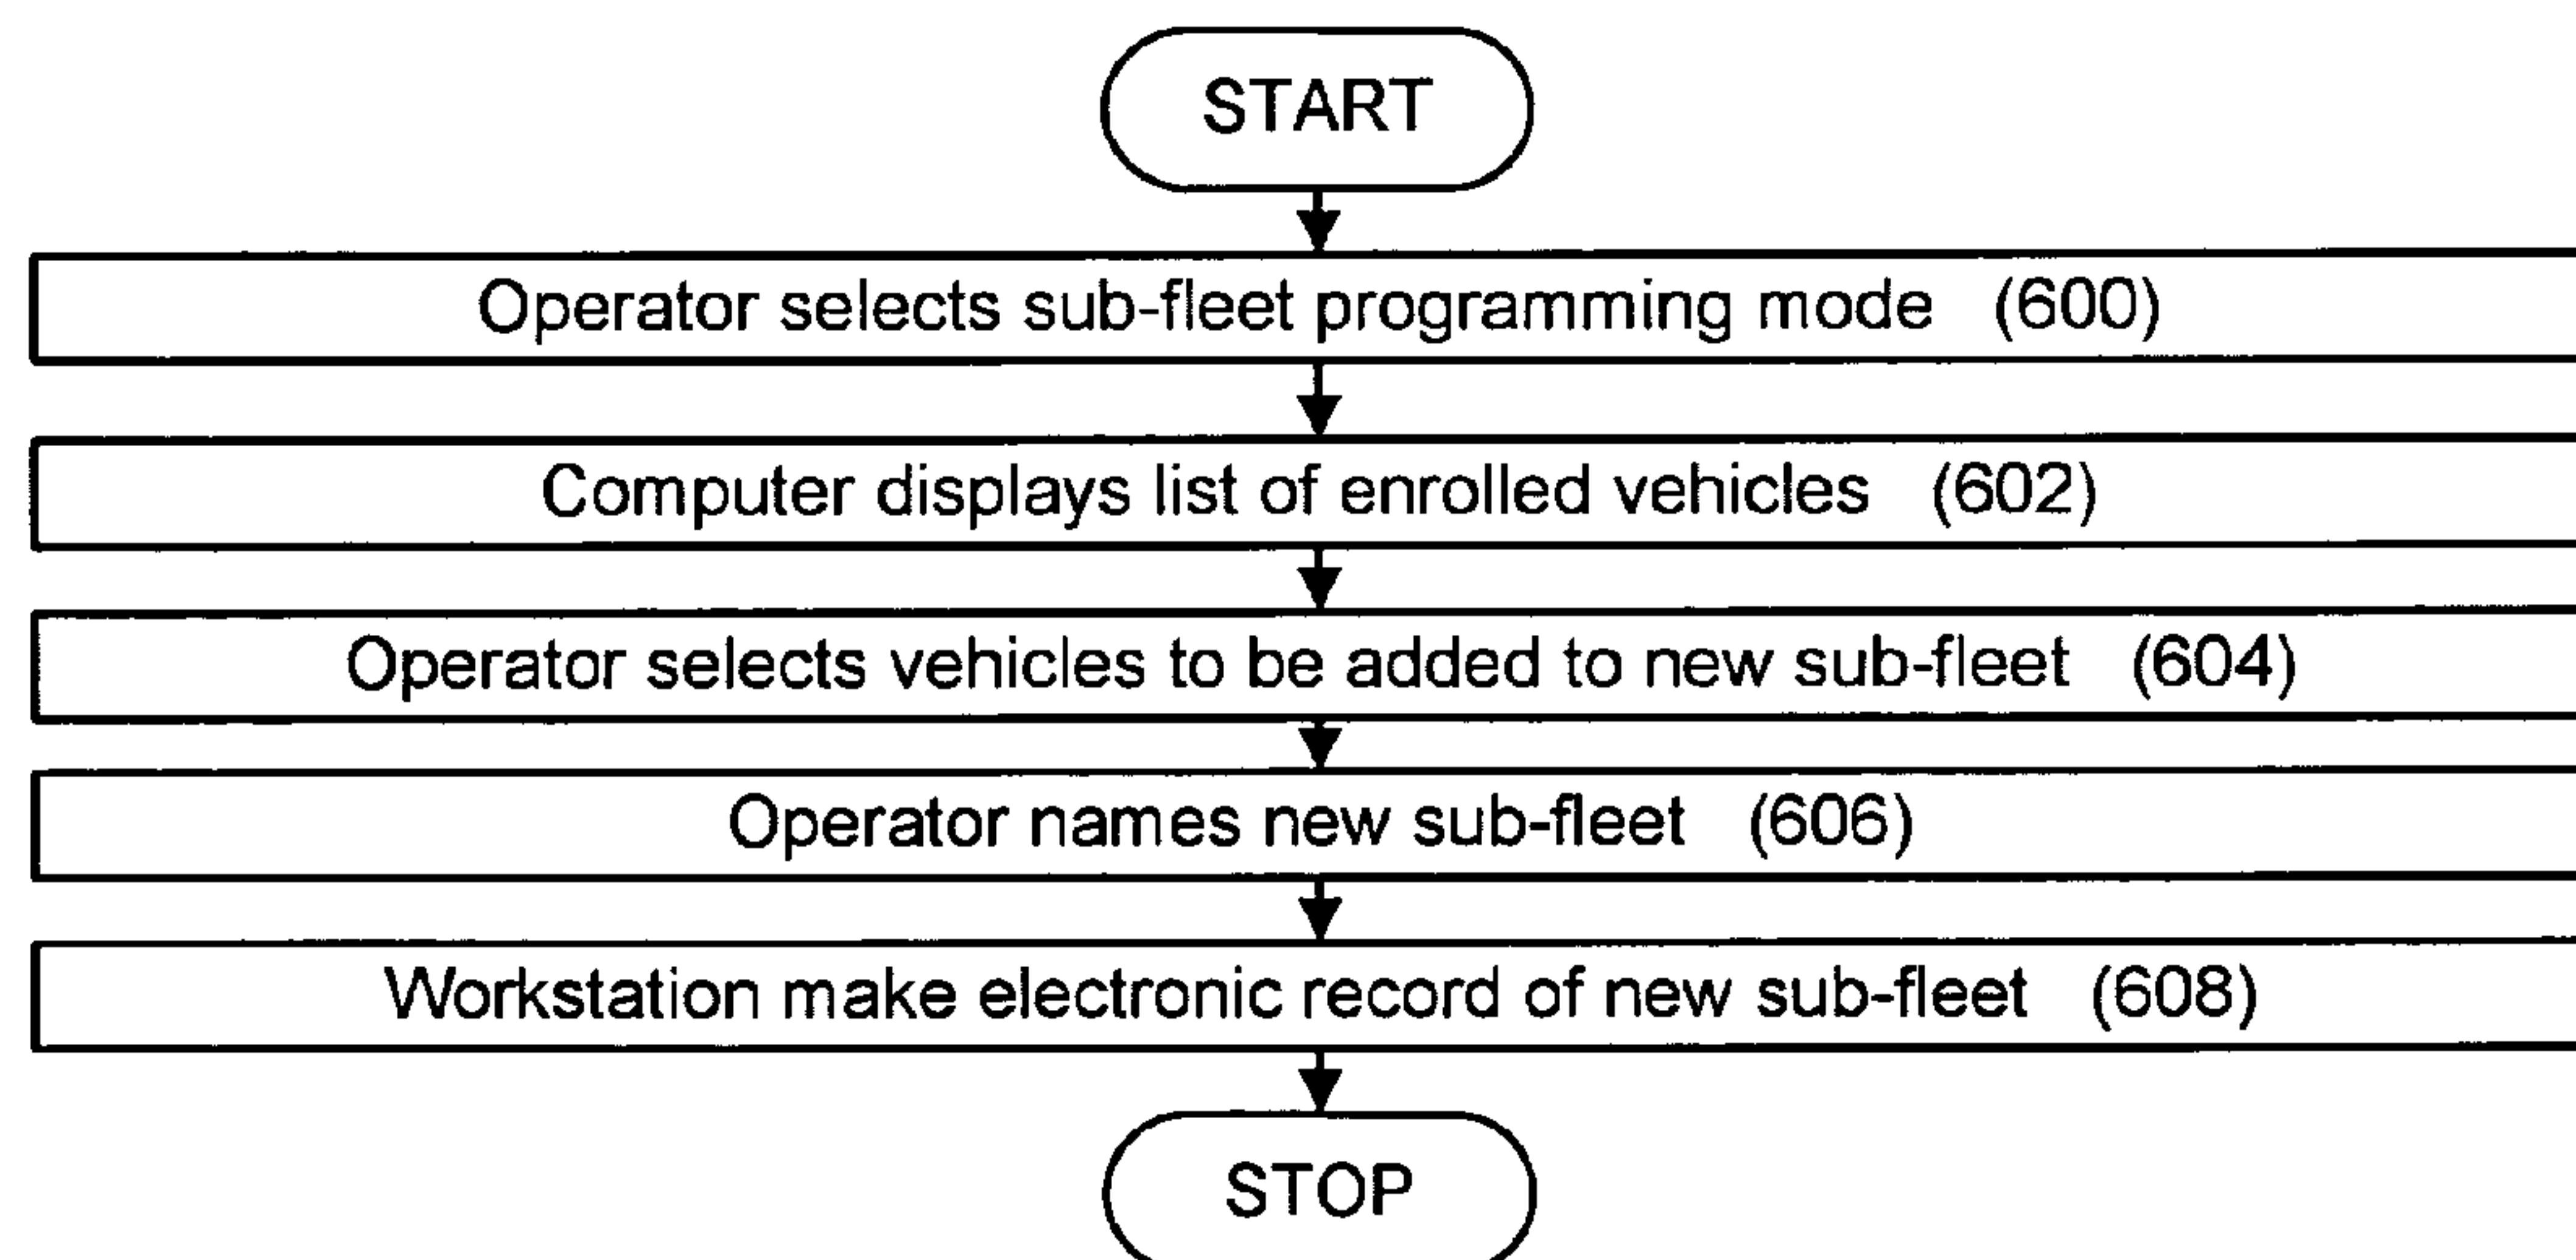 START
Operator selects sub-fleet programming mode (600)
Computer displays list of enrolled vehicles (602)
Operator selects vehicles to be added to new sub-fleet (604)
Operator names new sub-fleet (606)
Workstation make electronic record of new sub-fleet (608)
STOP